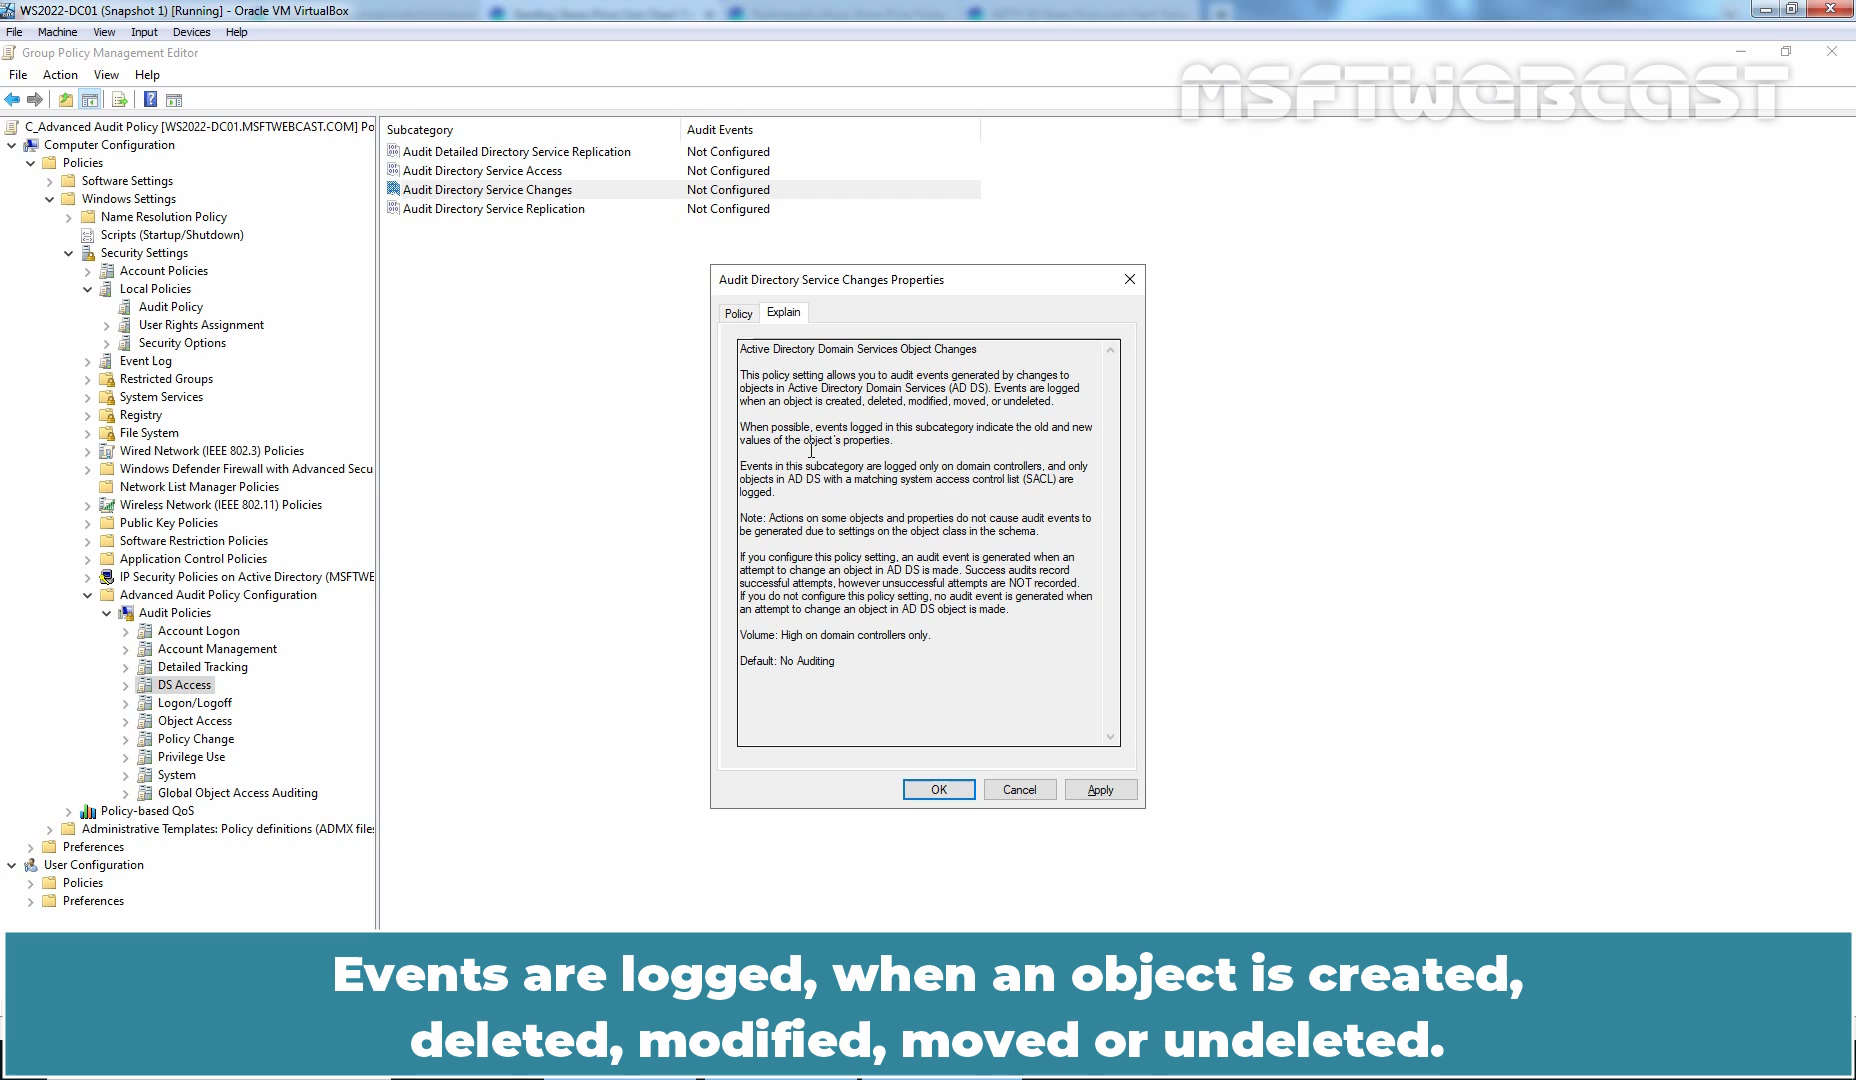 WS2022-DC01 (Snapshot 1) [Running] - Oracle VM VirtualBox
File Machine View Input Devices Help
Group Policy Management Editor
File Action View Help
MSFTWEBCAST
C_Advanced Audit Policy [WS2022-DC01.MSFTWEBCAST.COM] Po
Computer Configuration
Policies
Software Settings
Windows Settings
Name Resolution Policy
Scripts (Startup/Shutdown)
Security Settings
Account Policies
Local Policies
Audit Policy
User Rights Assignment
Security Options
Event Log
Restricted Groups
System Services
Registry
File System
Wired Network (IEEE 802.3) Policies
Windows Defender Firewall with Advanced Secu
Network List Manager Policies
Wireless Network (IEEE 802.11) Policies
Public Key Policies
Software Restriction Policies
Application Control Policies
IP Security Policies on Active Directory (MSFTWE
Advanced Audit Policy Configuration
Audit Policies
Account Logon
Account Management
Detailed Tracking
DS Access
Logon/Logoff
Object Access
Policy Change
Privilege Use
System
Global Object Access Auditing
Policy-based QoS
Administrative Templates: Policy definitions (ADMX files
Preferences
User Configuration
Policies
Preferences
Subcategory Audit Events
Audit Detailed Directory Service Replication Not Configured
Audit Directory Service Access Not Configured
Audit Directory Service Changes Not Configured
Audit Directory Service Replication Not Configured
Audit Directory Service Changes Properties
Policy Explain
Active Directory Domain Services Object Changes
This policy setting allows you to audit events generated by changes to
objects in Active Directory Domain Services (AD DS). Events are logged
when an object is created, deleted, modified, moved, or undeleted.
When possible, events logged in this subcategory indicate the old and new
values of the object's properties.
Events in this subcategory are logged only on domain controllers, and only
objects in AD DS with a matching system access control list (SACL) are
logged.
Note: Actions on some objects and properties do not cause audit events to
be generated due to settings on the object class in the schema.
If you configure this policy setting, an audit event is generated when an
attempt to change an object in AD DS is made. Success audits record
successful attempts, however unsuccessful attempts are NOT recorded.
If you do not configure this policy setting, no audit event is generated when
an attempt to change an object in AD DS object is made.
Volume: High on domain controllers only.
Default: No Auditing
OK Cancel Apply
Events are logged, when an object is created,
deleted, modified, moved or undeleted.